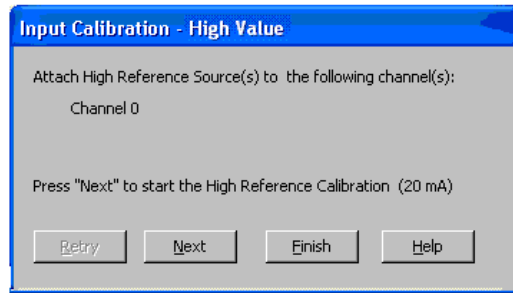 Input Calibration - High Value
Attach High Reference Source(s) to the following channel(s):
Channel 0
Press "Next" to start the High Reference Calibration (20 mA)
Retry Next Finish Help